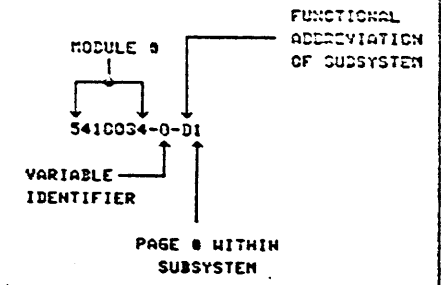 FUNCTIONAL
ABBREVIATION
OF SUBSYSTEM
MODULE #
5410034-0-D1
VARIABLE
IDENTIFIER
PAGE # WITHIN
SUBSYSTEM